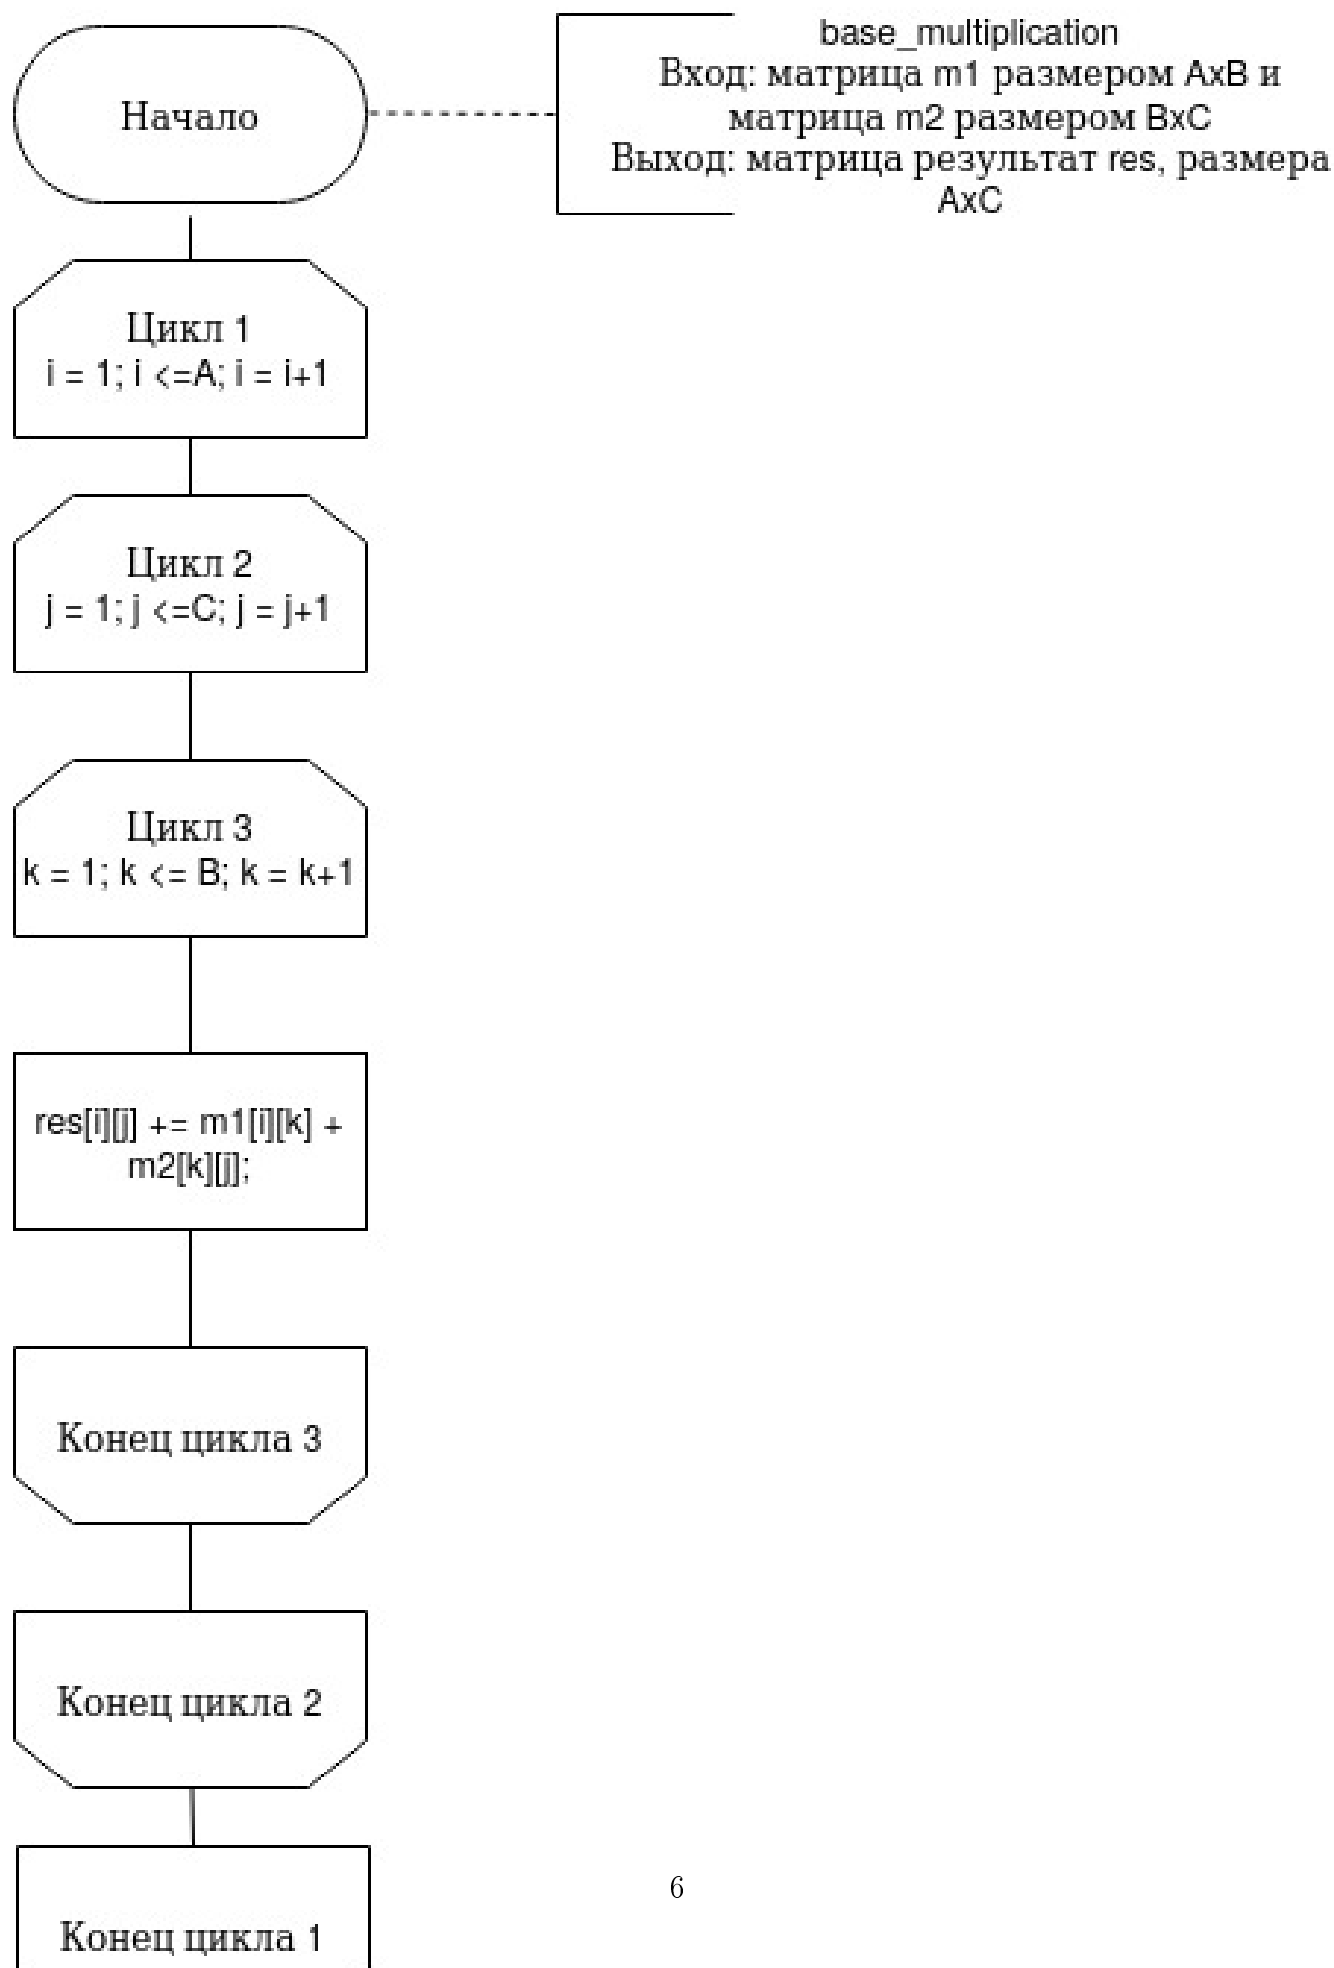 Начало
base_multiplication
Вход: матрица m1 размером AxB и
матрица m2 размером BxC
Выход: матрица результат res, размера
AxC
Цикл 1
i = 1; i <=A; i = i+1
Цикл 2
j = 1; j <=C; j = j+1
Цикл 3
k = 1; k <= B; k = k+1
res[i][j] += m1[i][k] +
m2[k][j];
Конец цикла 3
Конец цикла 2
6
Конец цикла 1